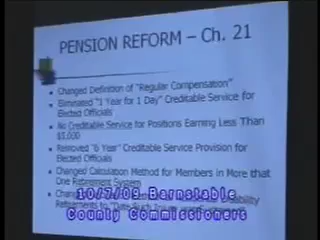 PENSION REFORM – Ch. 21
Changed Definition of "Regular Compensation"
Eliminated "1 Year for 1 Day" Creditable Service for
Elected Officials
No Creditable Service for Positions Earning Less Than
$5,000
Removed "6 Year" Creditable Service Provision for
Elected Officials
Changed Calculation Method for Members in More that
One Retirement System
10/7/09 Barnstable
County Commissioners